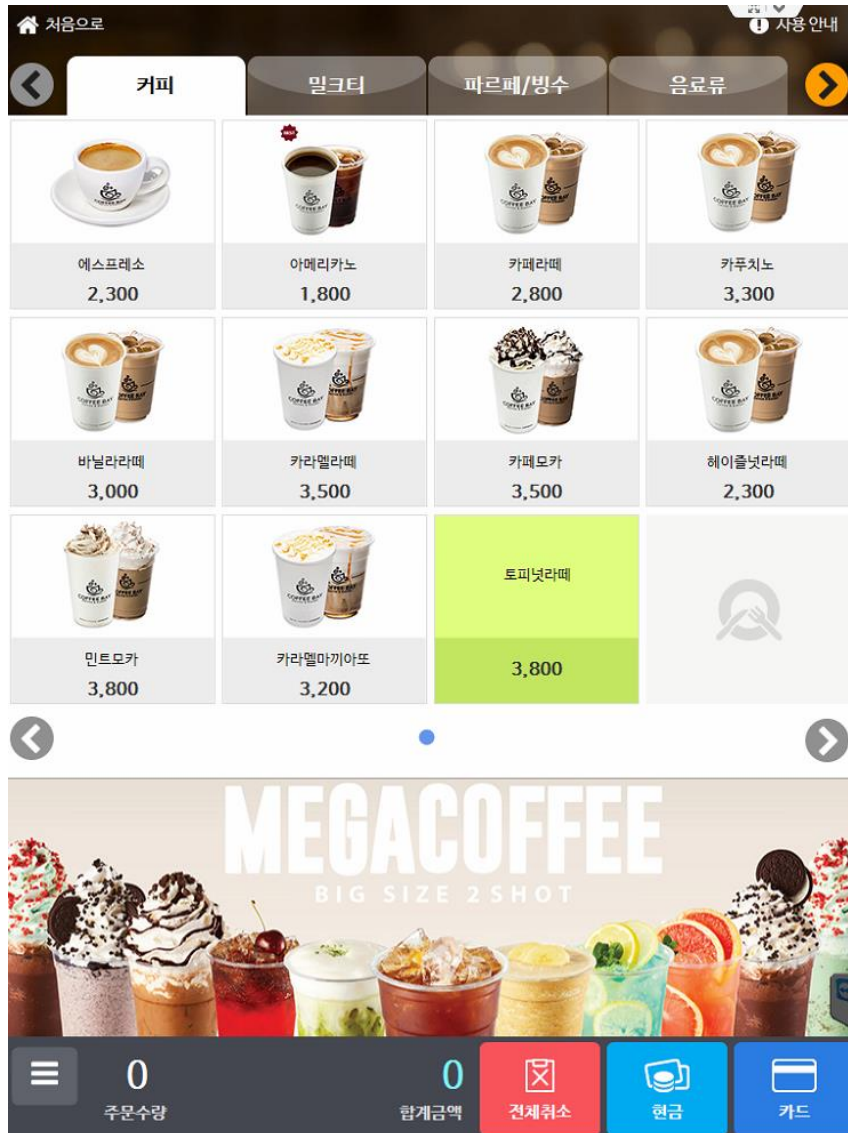 처음으로
사용 안내
커피
밀크티
파르페/빙수
음료류
BEST
에스프레소
2,300
아메리카노
1,800
카페라떼
2,800
카푸치노
3,300
바닐라라떼
3,000
카라멜라떼
3,500
카페모카
3,500
헤이즐넛라떼
2,300
민트모카
3,800
카라멜마끼아또
3,200
토피넛라떼
3,800
COFFEE BAY
MEGACOFFEE
BIG SIZE 2 SHOT
0
주문수량
0
합계금액
전체취소
현금
카드